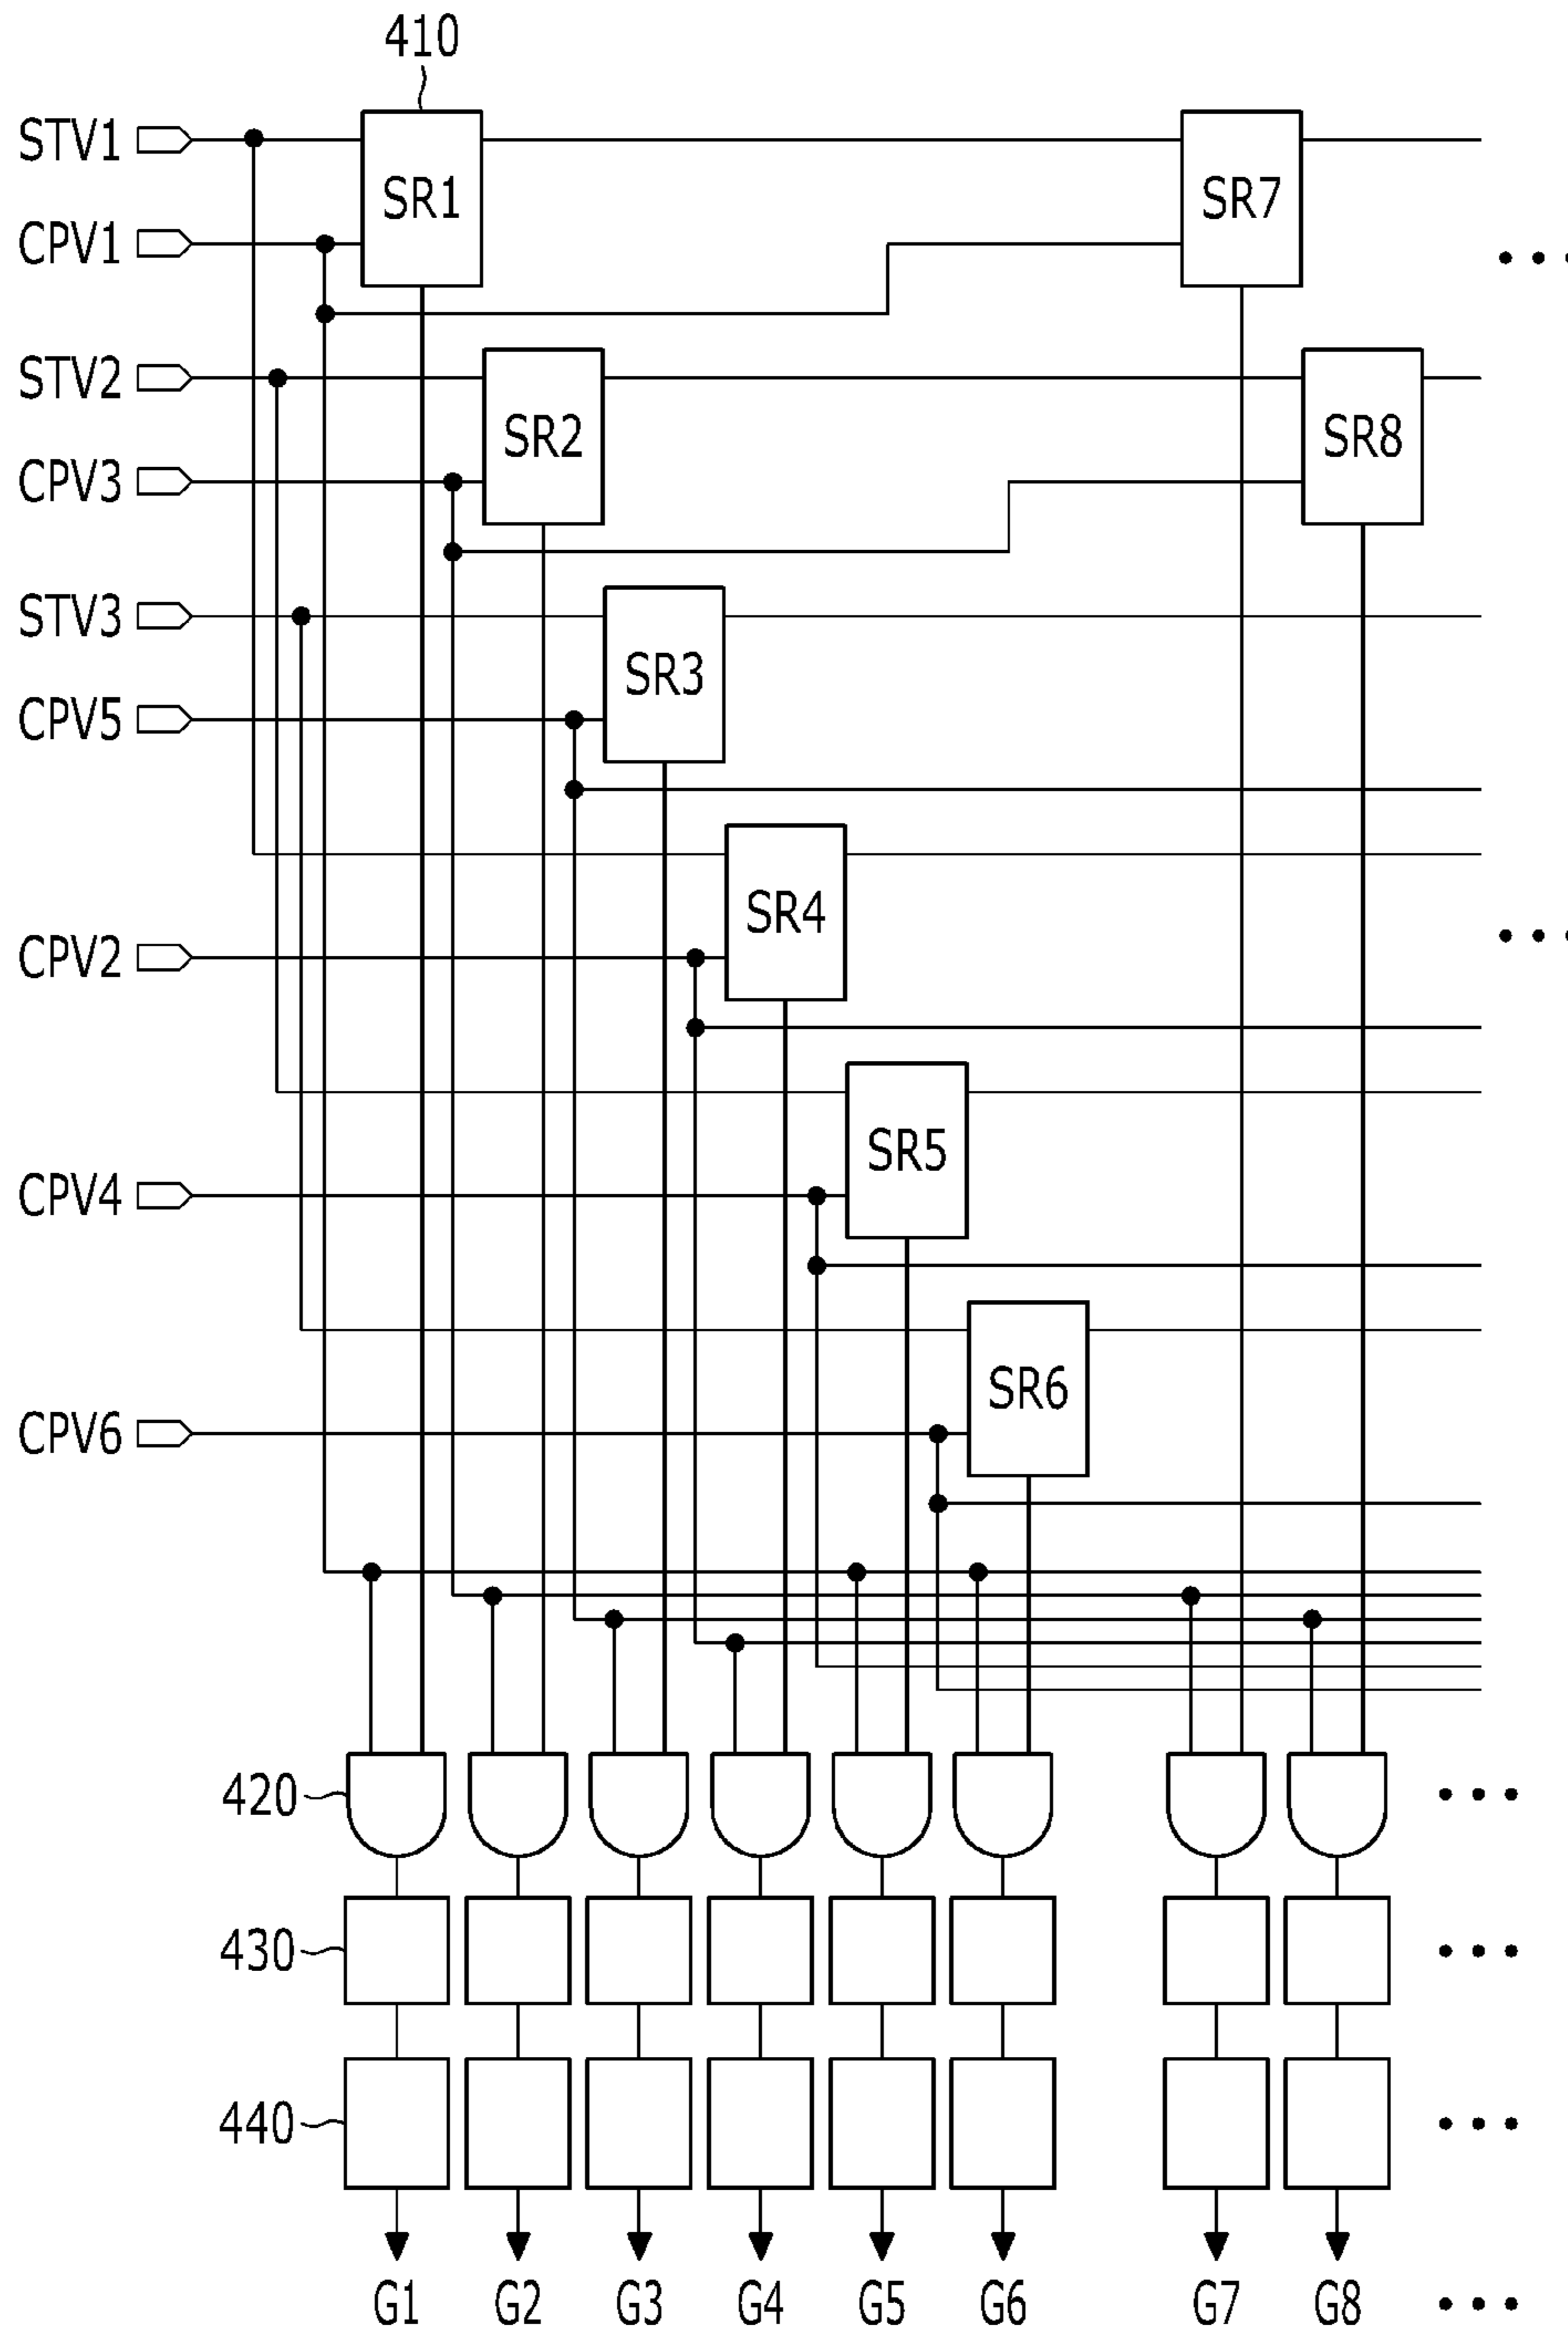 410
STV1
SR1
SR7
CPV1
STV2
SR2
SR8
CPV3
STV3
SR3
CPV5
SR4
CPV2
SR5
CPV4
SR6
CPV6
420
430
440
G1 G2 G3 G4 G5 G6 G7 G8